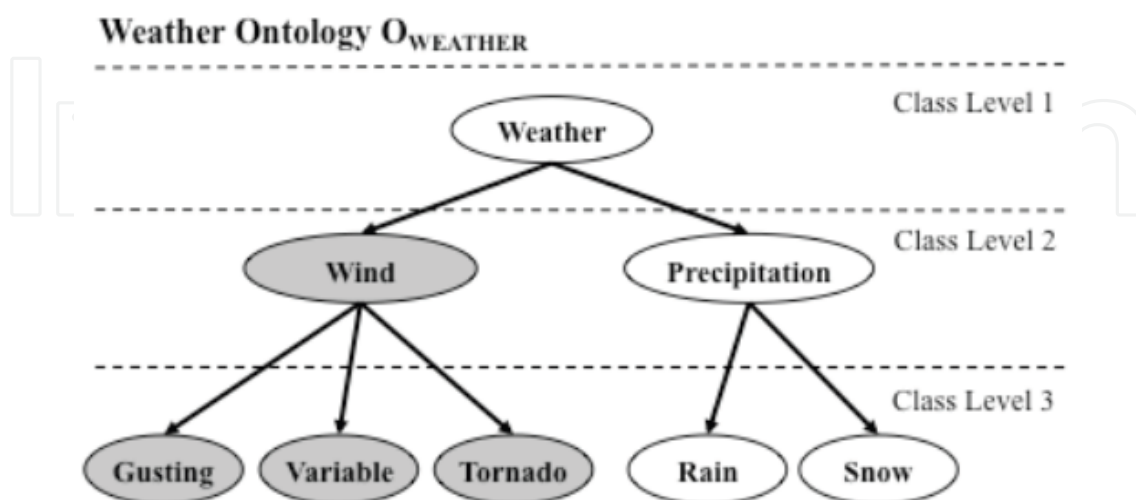 Weather Ontology OWEATHER
Class Level 1
Weather
Class Level 2
Wind
Precipitation
Class Level 3
Gusting
Variable
Tornado
Rain
Snow